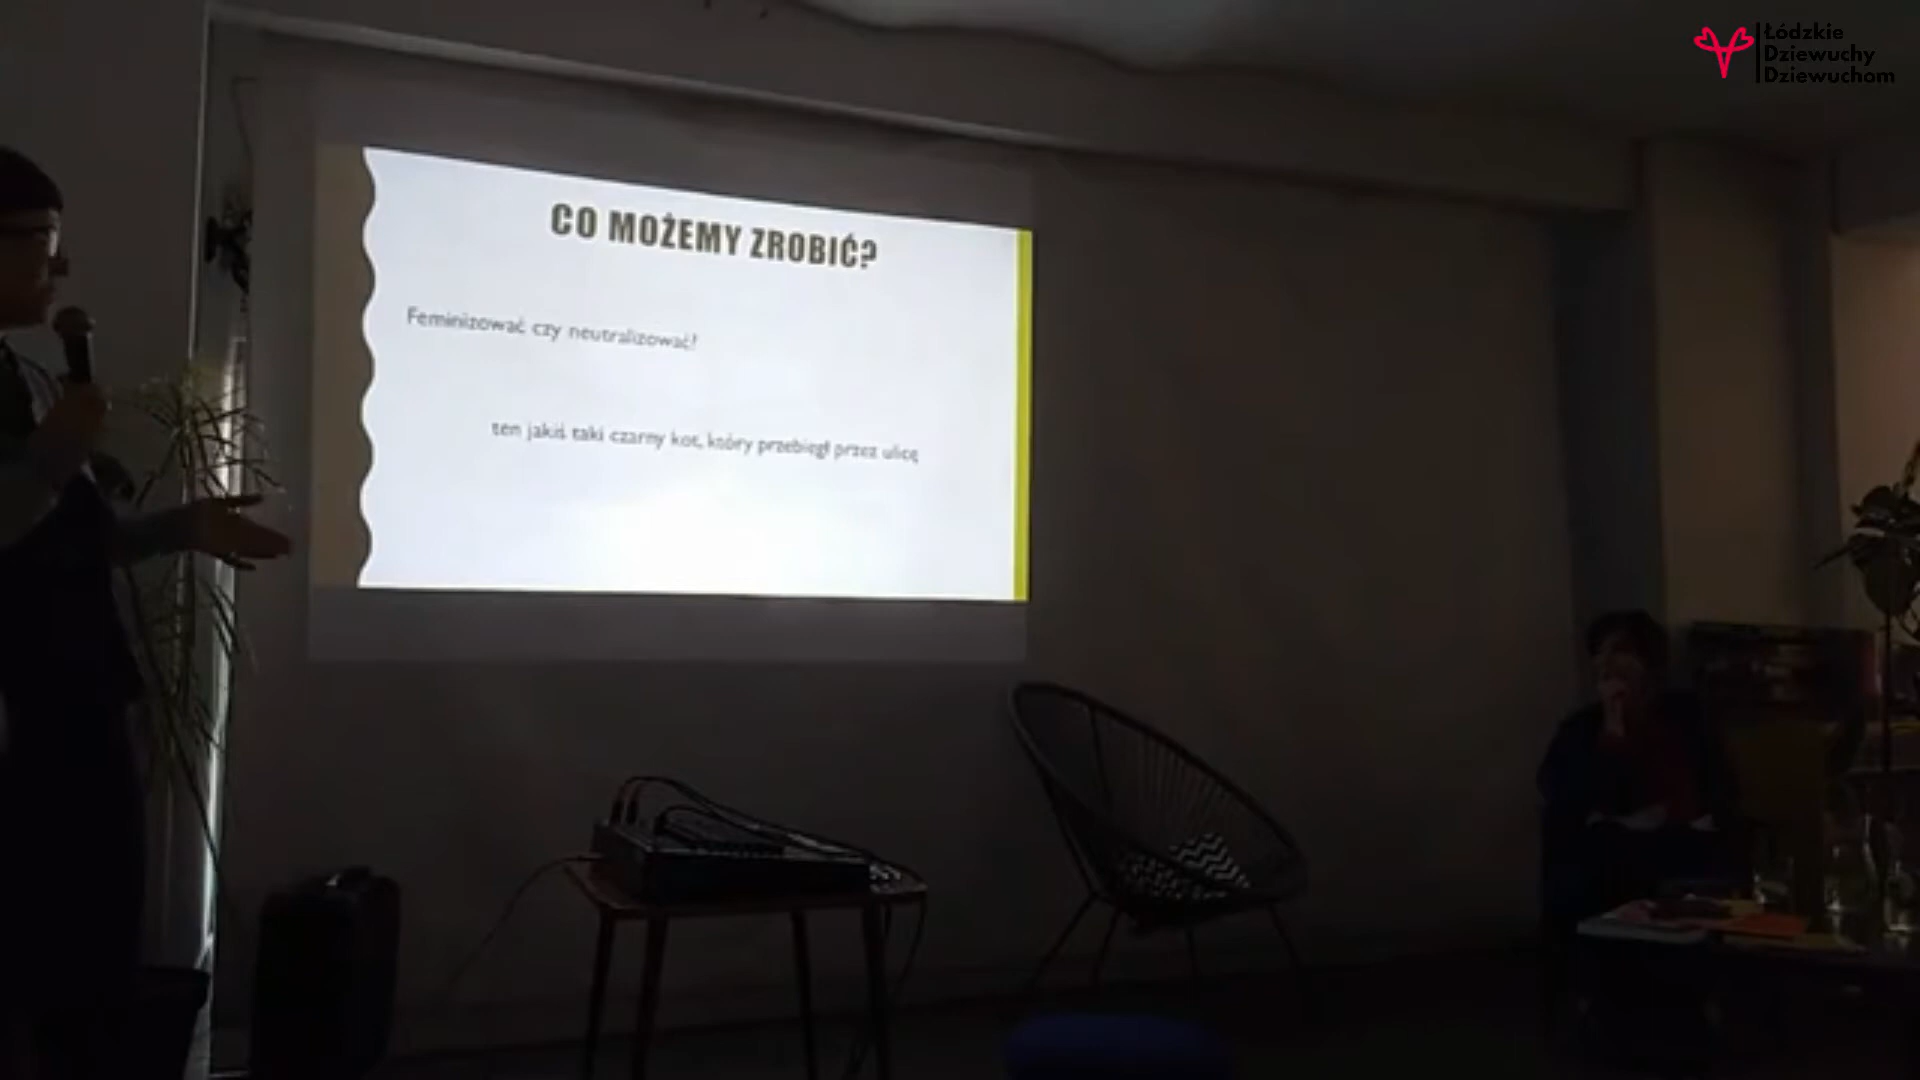 Łódzkie
Dziewuchy
Dziewuchom
CO MOŻEMY ZROBIĆ?
Feminizować czy neutralizować?
ten jakiś taki czarny kot, który przebiegł przez ulicę